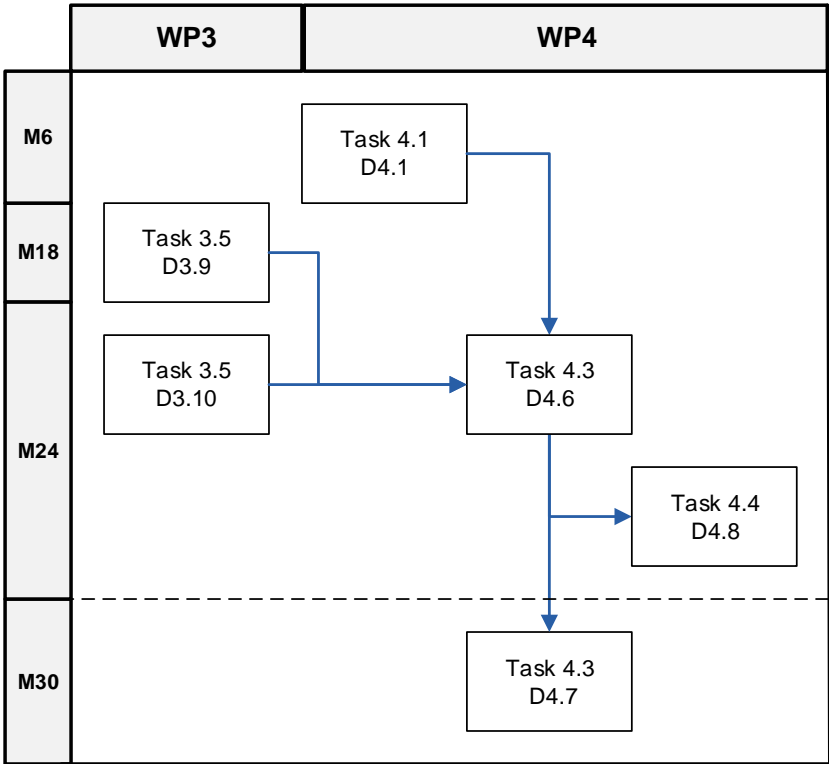 WP3
WP4
M6
Task 4.1
D4.1
M18
Task 3.5
D3.9
M24
Task 3.5
D3.10
Task 4.3
D4.6
Task 4.4
D4.8
M30
Task 4.3
D4.7